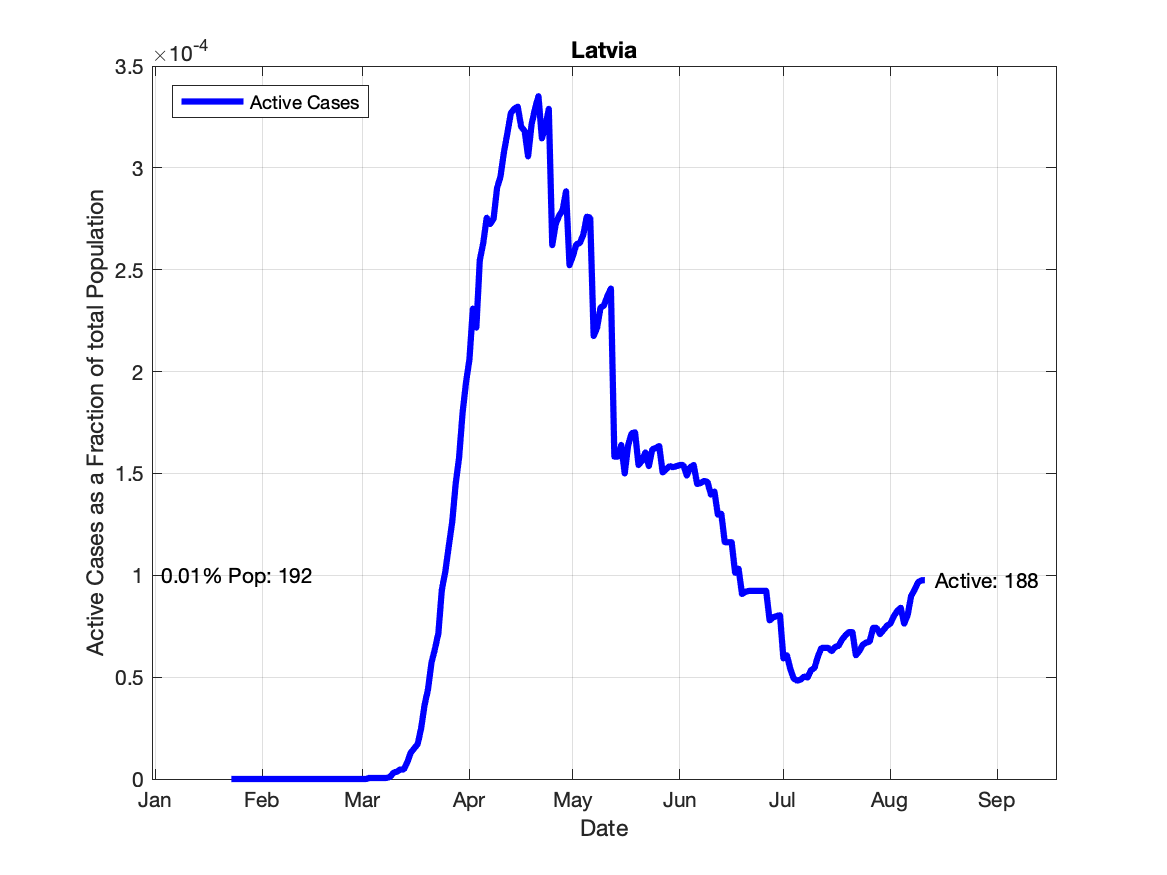 Latvia
×10-4
3.5
3
2.5
2
1.5
1
0.5
0
Active Cases
0.01% Pop: 192
Active: 188
Jan Feb Mar Apr May Jun Jul Aug Sep
Date
Active Cases as a Fraction of total Population